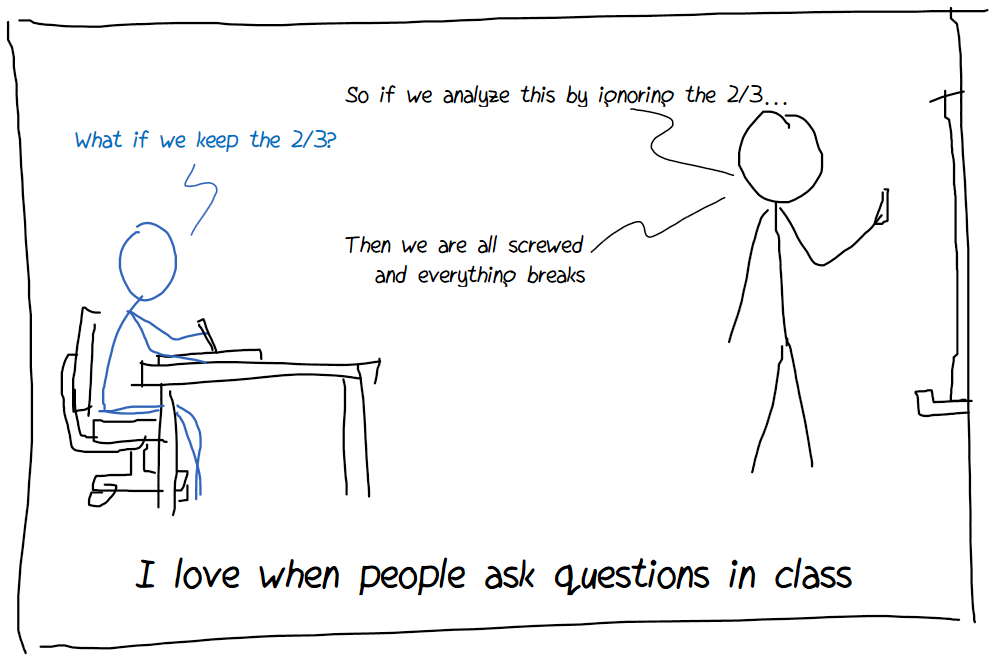 So if we analyze this by ignoring the 2/3...
What if we keep the 2/3?
Then we are all screwed
and everything breaks
I love when people ask questions in class